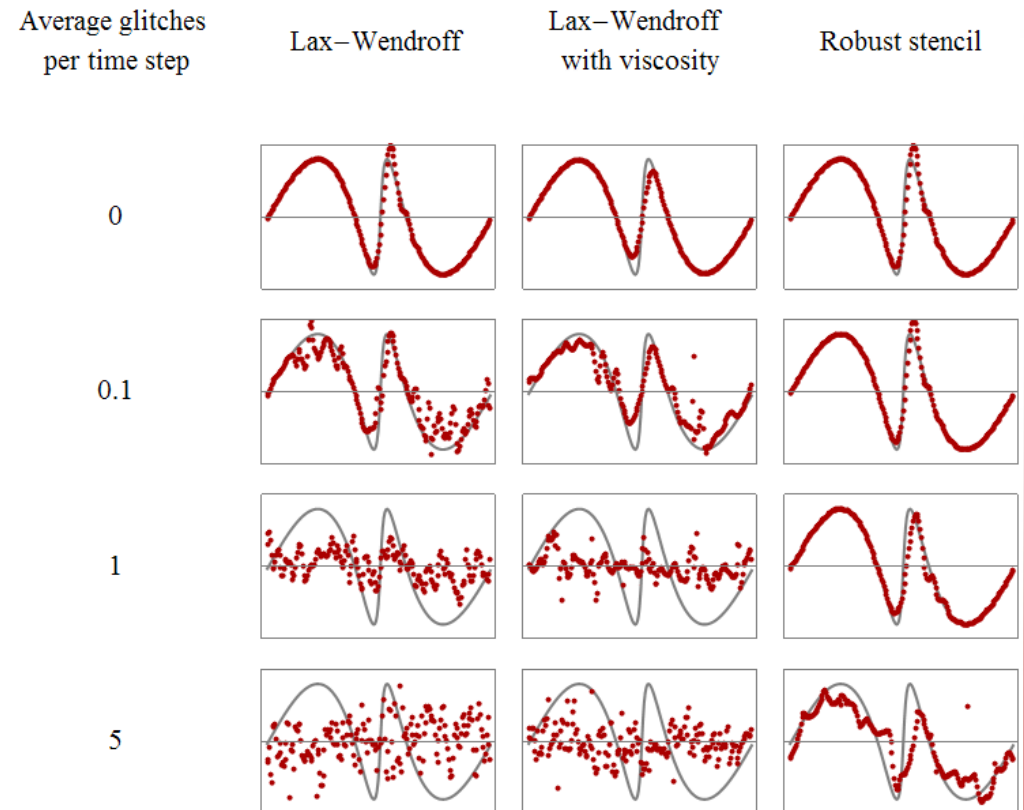 Average glitches
per time step
Lax–Wendroff
Lax–Wendroff
with viscosity
Robust stencil
0
0.1
1
5